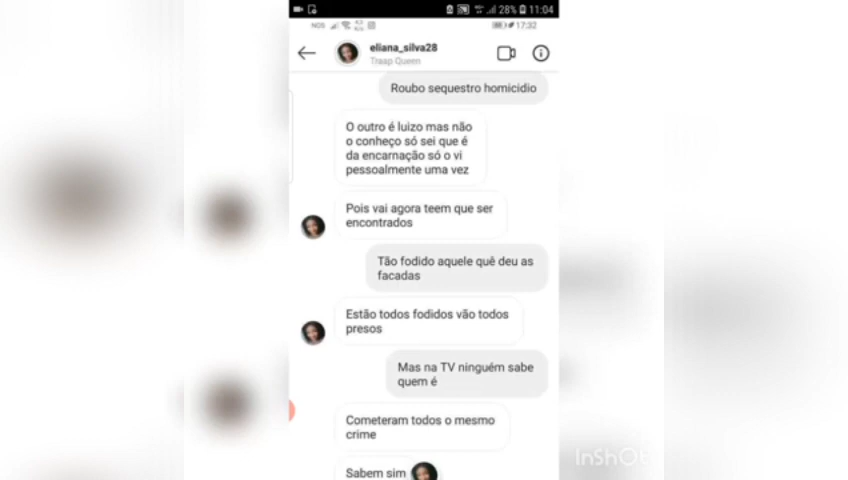 28% 11:04
NOS 17:32
eliana_silva28
Traap Queen
Roubo sequestro homicidio
O outro é luizo mas não
o conheço só sei que é
da encarnação só o vi
pessoalmente uma vez
Pois vai agora teem que ser
encontrados
Tão fodido aquele quê deu as
facadas
Estão todos fodidos vão todos
presos
Mas na TV ninguém sabe
quem é
Cometeram todos o mesmo
crime
Sabem sim
InShOt